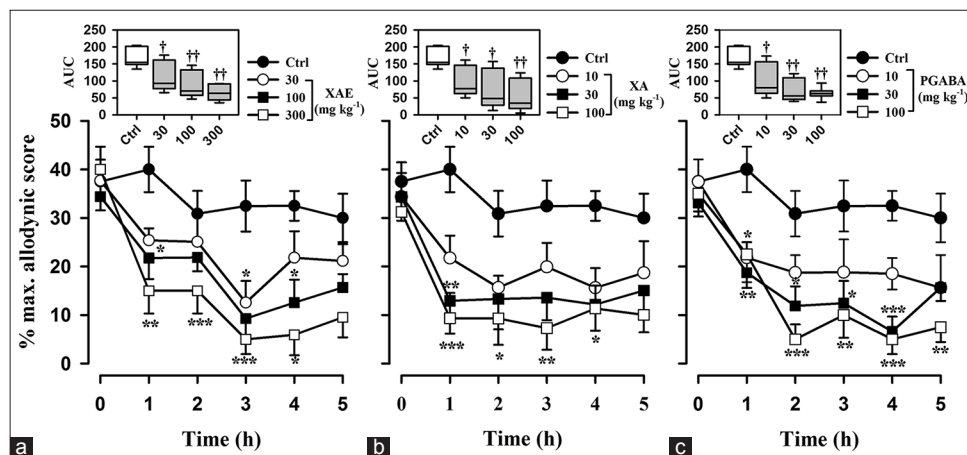 AUC
250
200
150
100
50
0
† †† ††
Ctrl 30 100 300
Ctrl
30
100
300
XAE
(mg kg-1)
AUC
250
200
150
100
50
0
† † ††
Ctrl 10 30 100
Ctrl
10
30
100
XA
(mg kg-1)
AUC
250
200
150
100
50
0
† †† ††
Ctrl 10 30 100
Ctrl
10
30
100
PGABA
(mg kg-1)
% max. allodynic score
50
40
30
20
10
0
* * *
** *** *** *
** *** * ** *
* ** * *** * ** *** *** **
0 1 2 3 4 5
0 1 2 3 4 5
0 1 2 3 4 5
a Time (h)
b Time (h)
c Time (h)